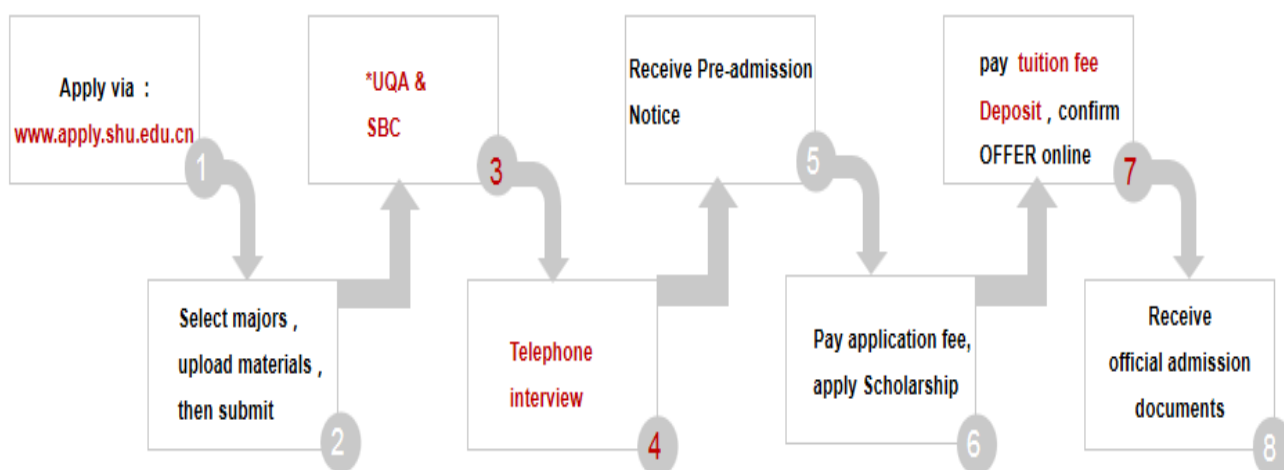 Apply via :
www.apply.shu.edu.cn
1
Select majors ,
upload materials ,
then submit
2
*UQA &
SBC
3
Telephone
interview
4
Receive Pre-admission
Notice
5
Pay application fee,
apply Scholarship
6
pay tuition fee
Deposit , confirm
OFFER online
7
Receive
official admission
documents
8